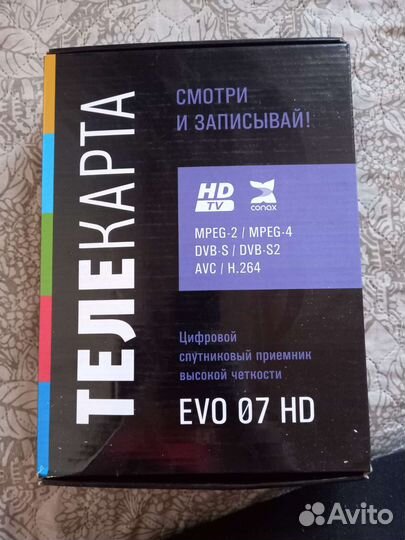 ТЕЛЕКАРТА
СМОТРИ
И ЗАПИСЫВАЙ!
HD
TV
conax
MPEG-2 / MPEG-4
DVB-S / DVB-S2
AVC / H.264
Цифровой
спутниковый приемник
высокой четкости
EVO 07 HD
Avito